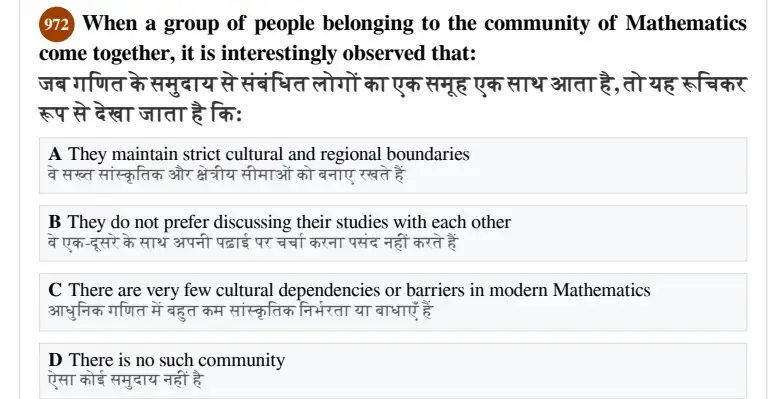 972 When a group of people belonging to the community of Mathematics
come together, it is interestingly observed that:
जब गणित के समुदाय से संबंधित लोगों का एक समूह एक साथ आता है, तो यह रूचिकर
रूप से देखा जाता है कि:
A They maintain strict cultural and regional boundaries
वे सख्त सांस्कृतिक और क्षेत्रीय सीमाओं को बनाए रखते हैं
B They do not prefer discussing their studies with each other
वे एक-दूसरे के साथ अपनी पढाई पर चर्चा करना पसंद नहीं करते हैं
C There are very few cultural dependencies or barriers in modern Mathematics
आधुनिक गणित में बहुत कम सांस्कृतिक निर्भरता या बाधाएँ हैं
D There is no such community
ऐसा कोई समुदाय नहीं है